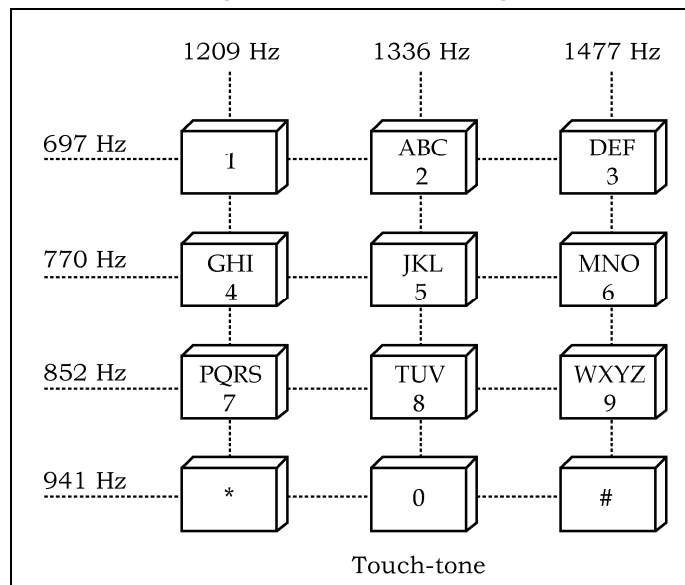 1209 Hz 1336 Hz 1477 Hz
697 Hz
1
ABC
2
DEF
3
770 Hz
GHI
4
JKL
5
MNO
6
852 Hz
PQRS
7
TUV
8
WXYZ
9
941 Hz
*
0
#
Touch-tone